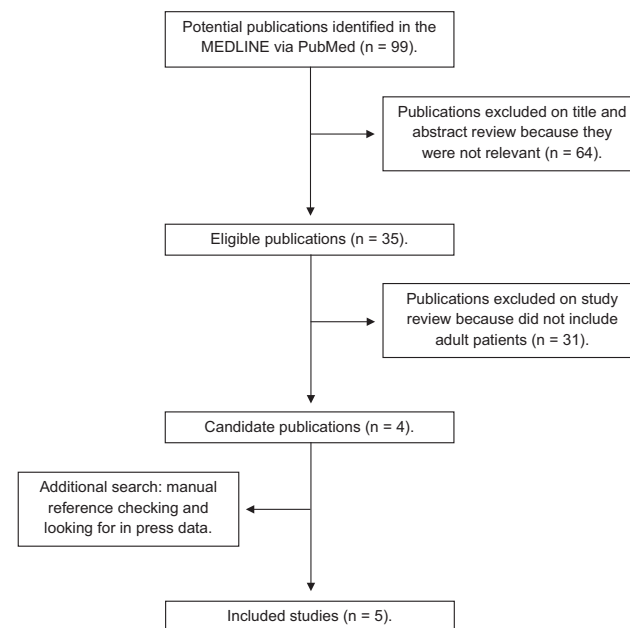 Potential publications identified in the
MEDLINE via PubMed (n = 99).
Publications excluded on title and
abstract review because they
were not relevant (n = 64).
Eligible publications (n = 35).
Publications excluded on study
review because did not include
adult patients (n = 31).
Candidate publications (n = 4).
Additional search: manual
reference checking and
looking for in press data.
Included studies (n = 5).